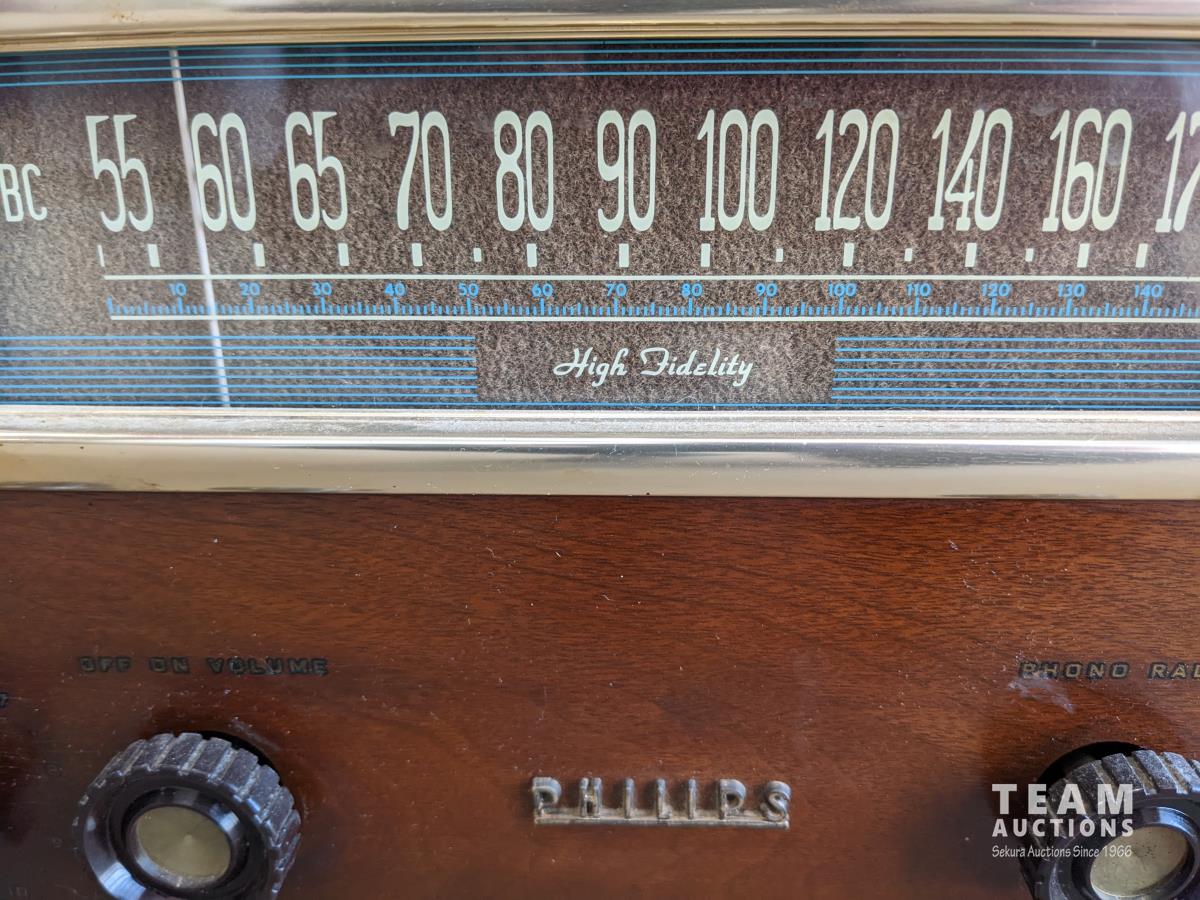 BC 55 60 65 70 80 90 100 120 140 160
10 20 30 40 50 60 70 80 90 100 110 120 130 140
High Fidelity
OFF ON VOLUME
PHONO
PHILIPS
TEAM
AUCTIONS
Sekura Auctions Since 1966